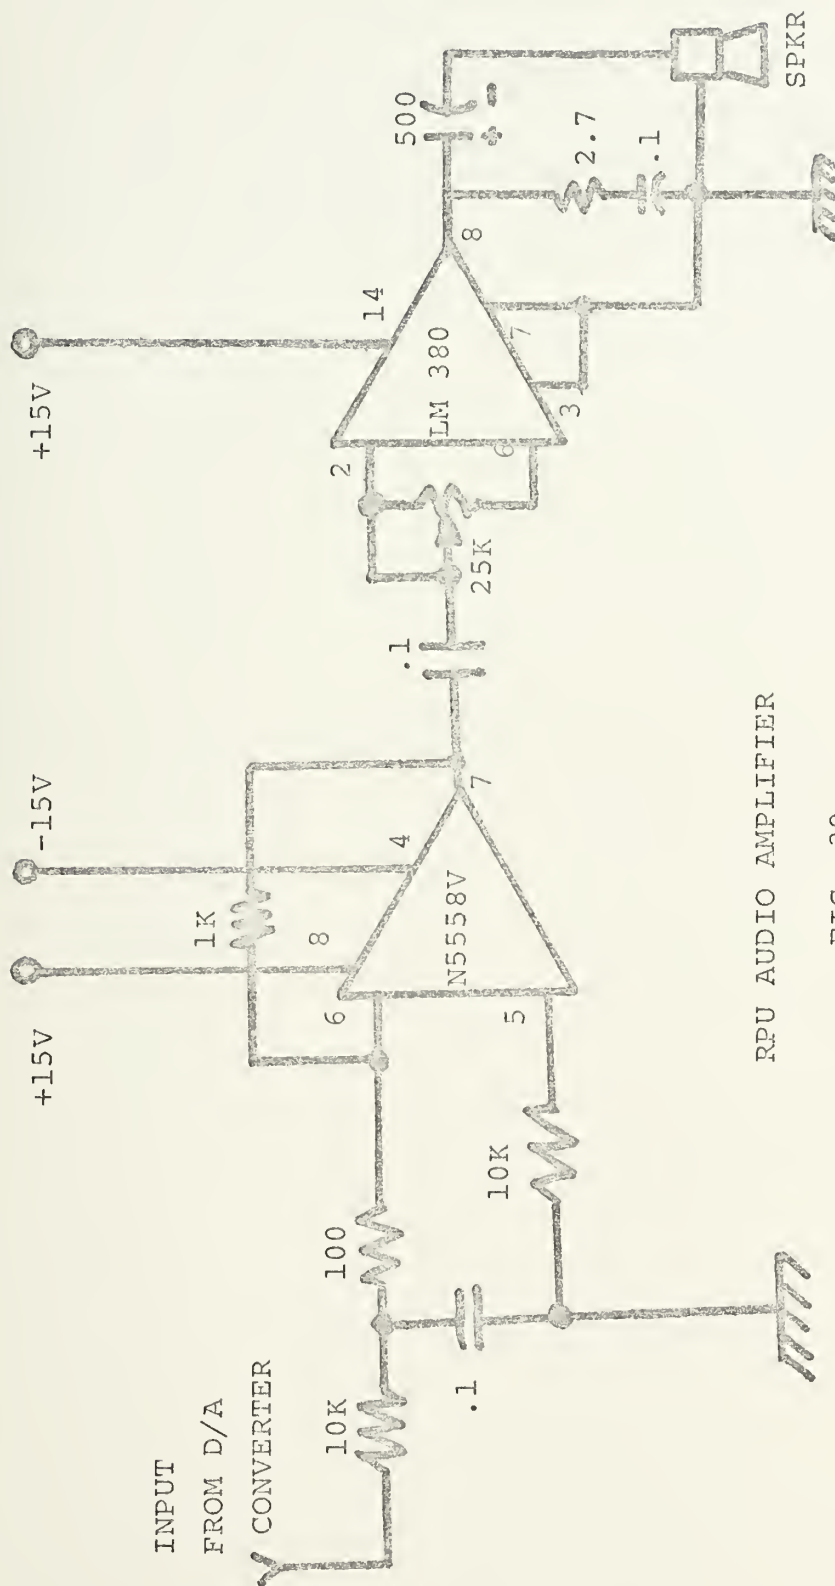 INPUT
FROM D/A
CONVERTER
10K
100
.1
10K
+15V
-15V
1K
6
8
4
5
7
N5558V
.1
25K
+15V
2
14
LM 380
6
3
7
8
500
2.7
.1
SPKR
RPU AUDIO AMPLIFIER